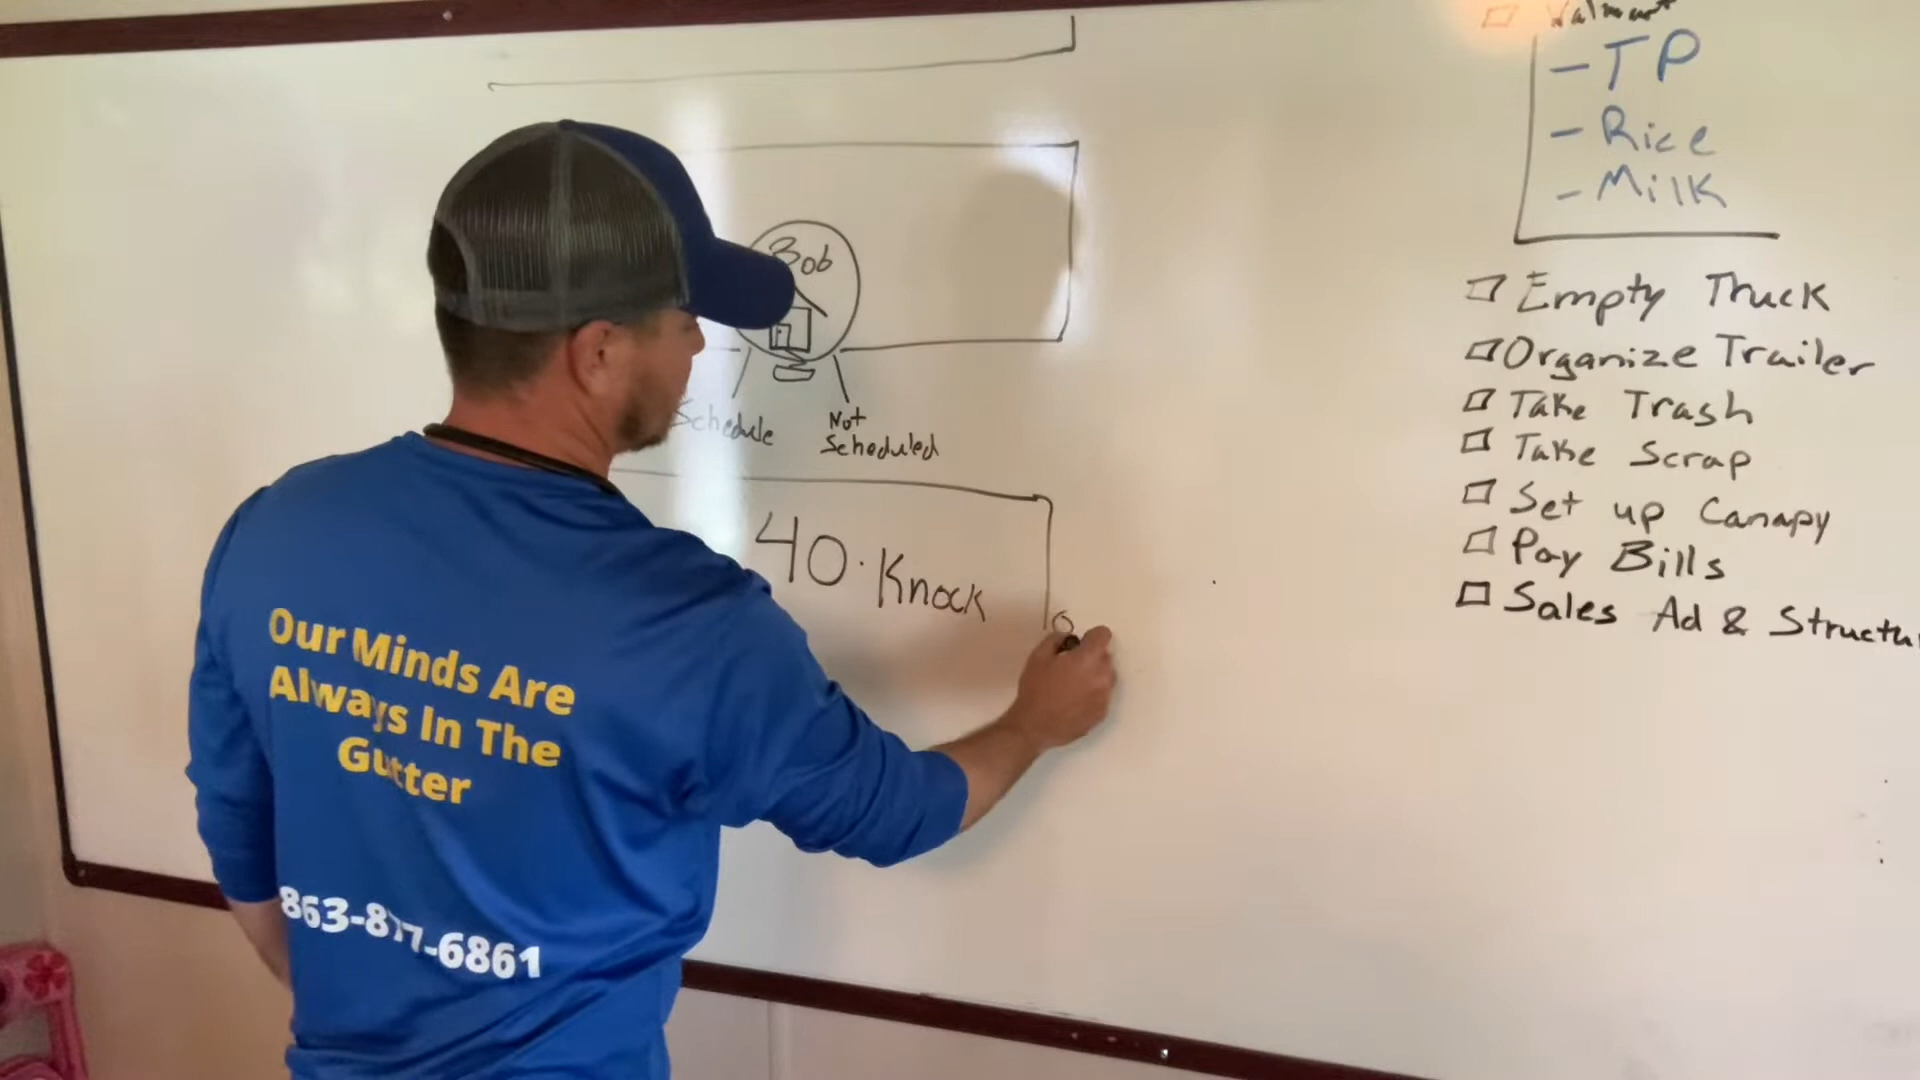 Bob
Schedule
Not
Scheduled
40. Knock
Our Minds Are
Always In The
Gutter
863-877-6861
Walmart
- TP
- Rice
- Milk
Empty Truck
Organize Trailer
Take Trash
Take Scrap
Set up Canapy
Pay Bills
Sales Ad &